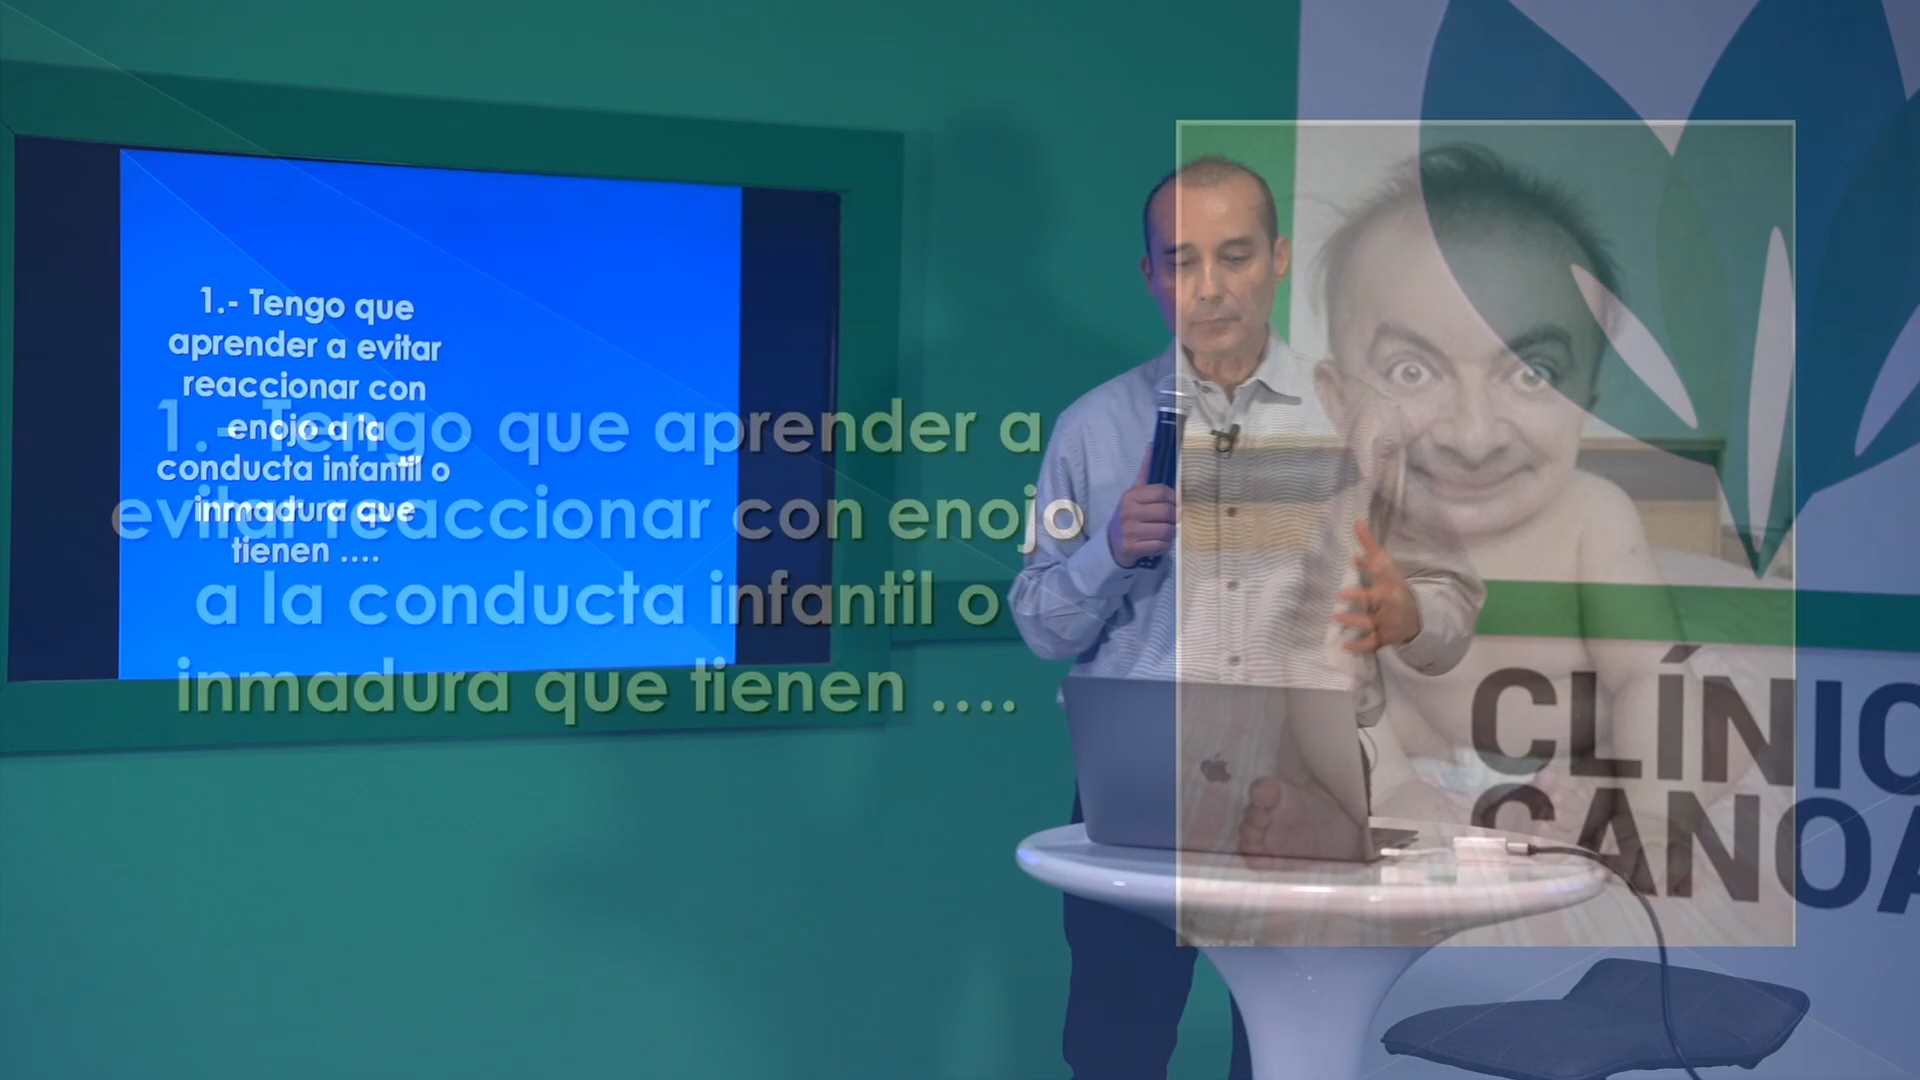 1.- Tengo que
aprender a evitar
reaccionar con
enojo a la
conducta infantil o
inmadura que
tienen ....
1.- Tengo que aprender a
evitar reaccionar con enojo
a la conducta infantil o
inmadura que tienen ....
CLÍNIC
CANOA